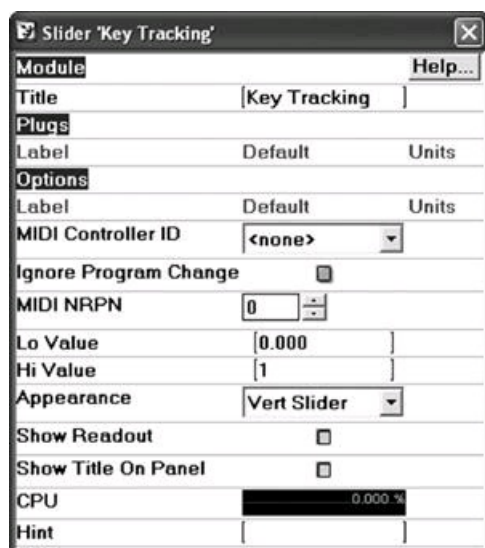 Slider 'Key Tracking'
Module Help...
Title [Key Tracking ]
Plugs
Label Default Units
Options
Label Default Units
MIDI Controller ID <none>
Ignore Program Change
MIDI NRPN 0
Lo Value [0.000 ]
Hi Value [1 ]
Appearance Vert Slider
Show Readout
Show Title On Panel
CPU 0.000 %
Hint [ ]